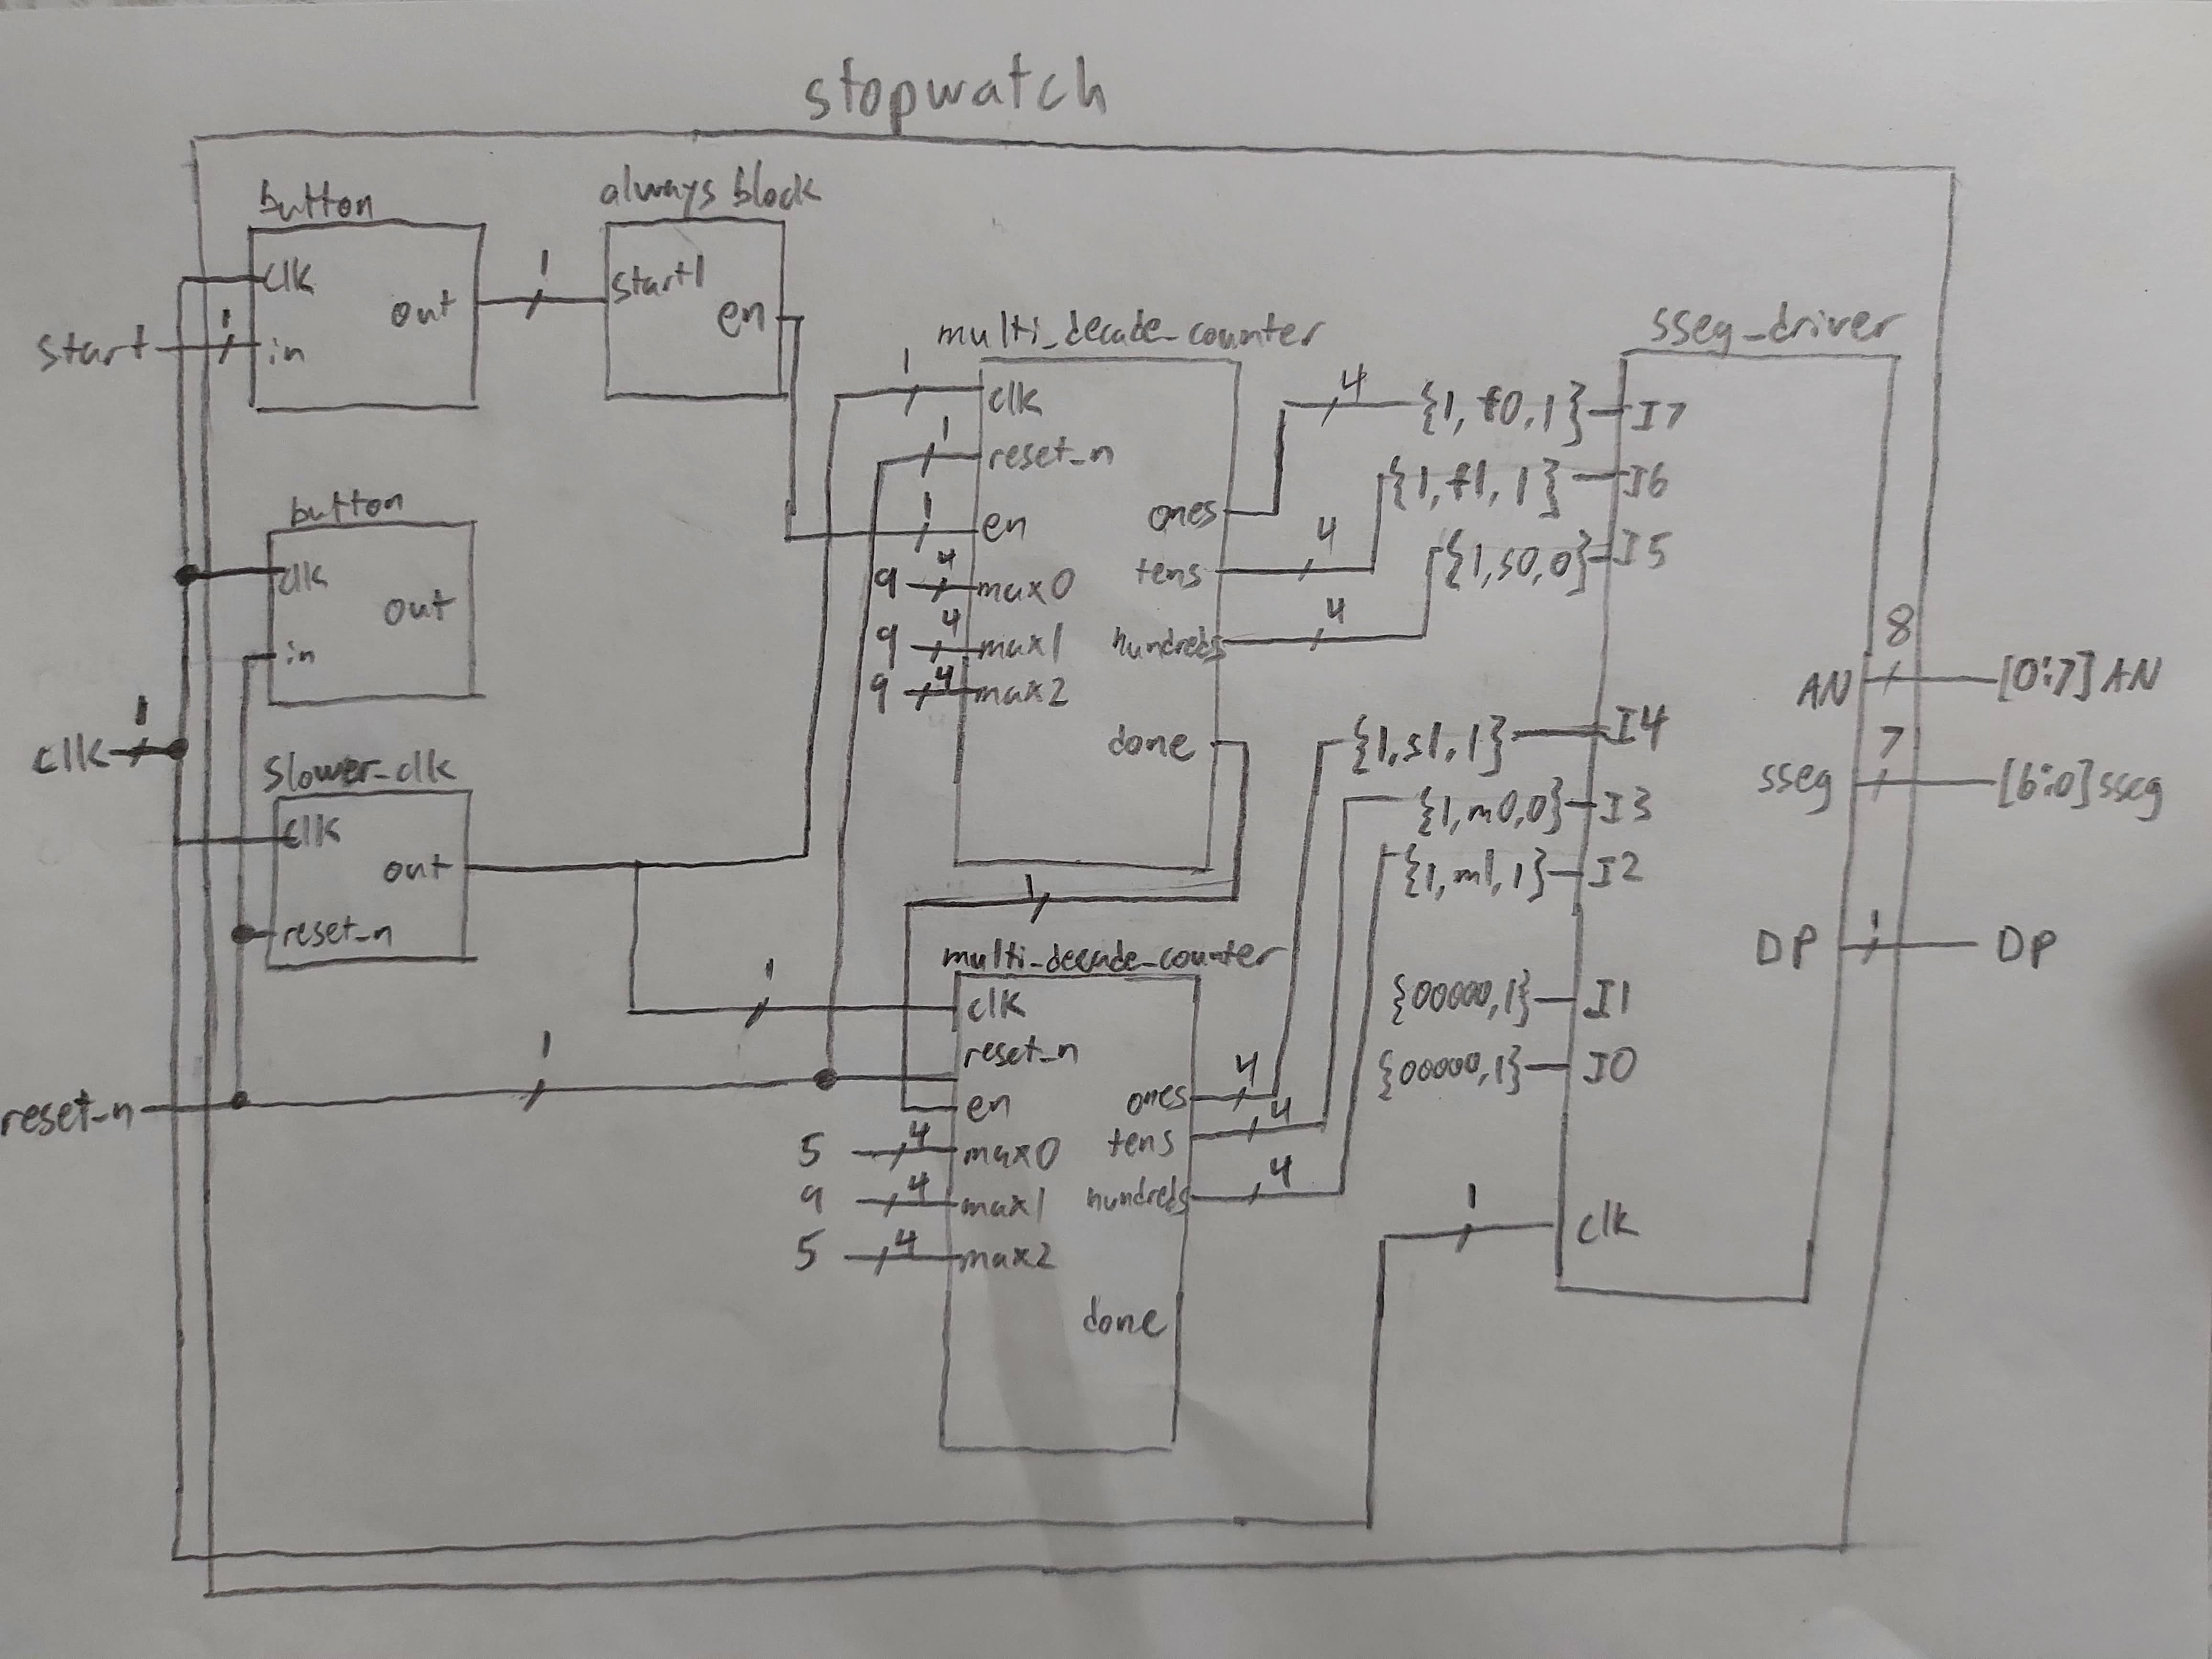 stopwatch
button
clk
in
out
1
start
1
always block
start1
en
button
clk
in
out
clk
1
slower_clk
clk
out
reset_n
reset_n
1
multi_decade_counter
1
clk
1
reset_n
1
en
9 4 max0
9 4 max1
9 4 max2
ones
tens
hundreds
done
4
4
4
1
multi_decade_counter
1
clk
reset_n
en
5 4 max0
9 4 max1
5 4 max2
ones 4
tens 4
hundreds 4
done
sseg_driver
{1, f0, 1} I7
{1, f1, 1} I6
{1, s0, 0} I5
{1, s1, 1} I4
{1, m0, 0} I3
{1, m1, 1} I2
{00000, 1} I1
{00000, 1} I0
1
clk
AN 8 [0:7] AN
sseg 7 [6:0] sseg
DP 1 DP